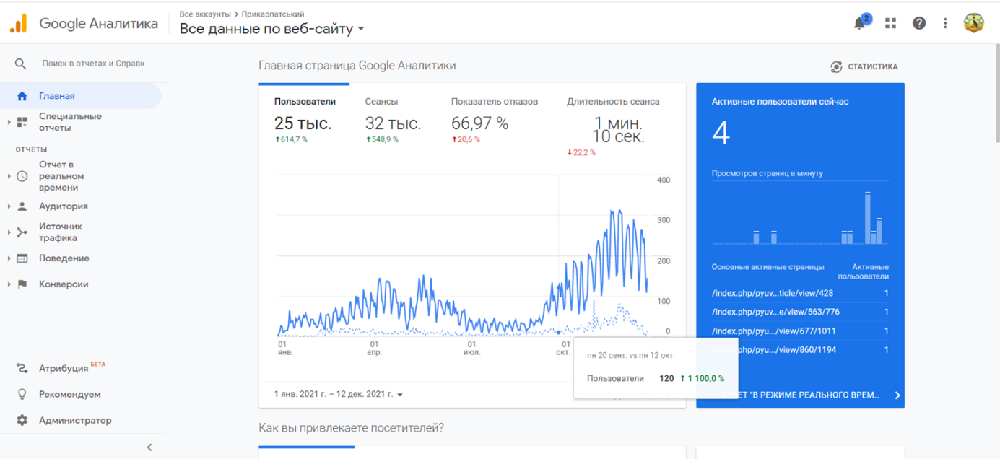 Google Аналитика
Все аккаунты > Прикарпатський
Все данные по веб-сайту
2
Поиск в отчетах и Справк
Главная
Специальные
отчеты
ОТЧЕТЫ
Отчет в
реальном
времени
Аудитория
Источник
трафика
Поведение
Конверсии
Атрибуция БЕТА
Рекомендуем
Администратор
Главная страница Google Аналитики
СТАТИСТИКА
Пользователи
25 тыс.
614,7 %
Сеансы
32 тыс.
548,9 %
Показатель отказов
66,97 %
20,6 %
Длительность сеанса
1 мин.
10 сек.
22,2 %
400
300
200
100
0
01
янв.
01
апр.
01
июл.
01
окт.
пн 20 сент. vs пн 12 окт.
Пользователи 120 1 100,0 %
1 янв. 2021 г. – 12 дек. 2021 г.
Активные пользователи сейчас
4
Просмотров страниц в минуту
Основные активные страницы
Активные
пользователи
/index.php/pyuv...ticle/view/428 1
/index.php/pyuv...e/view/563/776 1
/index.php/pyu.../view/677/1011 1
/index.php/pyu.../view/860/1194 1
"В РЕЖИМЕ РЕАЛЬНОГО ВРЕМ...
Как вы привлекаете посетителей?